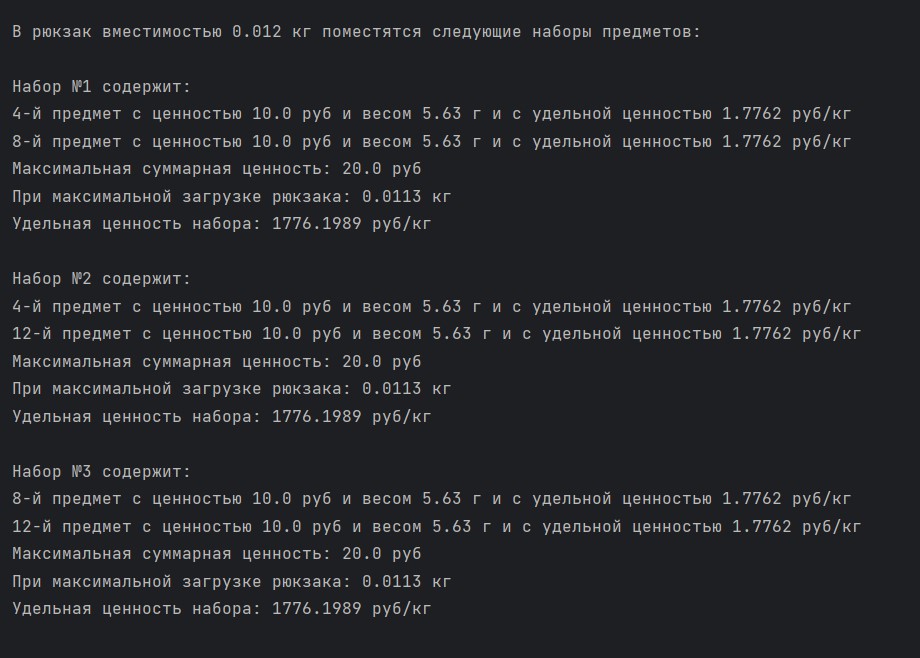 В рюкзак вместимостью 0.012 кг поместятся следующие наборы предметов:
Набор №1 содержит:
4-й предмет с ценностью 10.0 руб и весом 5.63 г и с удельной ценностью 1.7762 руб/кг
8-й предмет с ценностью 10.0 руб и весом 5.63 г и с удельной ценностью 1.7762 руб/кг
Максимальная суммарная ценность: 20.0 руб
При максимальной загрузке рюкзака: 0.0113 кг
Удельная ценность набора: 1776.1989 руб/кг
Набор №2 содержит:
4-й предмет с ценностью 10.0 руб и весом 5.63 г и с удельной ценностью 1.7762 руб/кг
12-й предмет с ценностью 10.0 руб и весом 5.63 г и с удельной ценностью 1.7762 руб/кг
Максимальная суммарная ценность: 20.0 руб
При максимальной загрузке рюкзака: 0.0113 кг
Удельная ценность набора: 1776.1989 руб/кг
Набор №3 содержит:
8-й предмет с ценностью 10.0 руб и весом 5.63 г и с удельной ценностью 1.7762 руб/кг
12-й предмет с ценностью 10.0 руб и весом 5.63 г и с удельной ценностью 1.7762 руб/кг
Максимальная суммарная ценность: 20.0 руб
При максимальной загрузке рюкзака: 0.0113 кг
Удельная ценность набора: 1776.1989 руб/кг